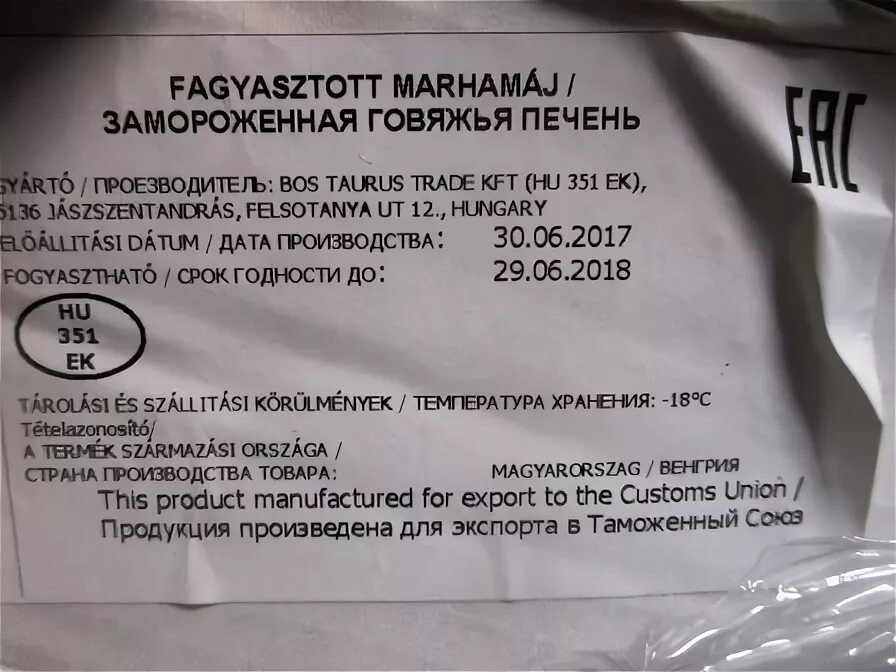 FAGYASZTOTT MARHAMÁJ /
ЗАМОРОЖЕННАЯ ГОВЯЖЬЯ ПЕЧЕНЬ
EAC
GYÁRTÓ / ПРОЕЗВОДИТЕЛЬ: BOS TAURUS TRADE KFT (HU 351 EK),
5136 JÁSZSZENTANDRÁS, FELSOTANYA UT 12., HUNGARY
ELŐÁLLITÁSI DÁTUM / ДАТА ПРОИЗВОДСТВА: 30.06.2017
FOGYASZTHATÓ / СРОК ГОДНОСТИ ДО: 29.06.2018
HU
351
EK
TÁROLÁSI ÉS SZÁLLITÁSI KÖRÜLMÉNYEK / ТЕМПЕРАТУРА ХРАНЕНИЯ: -18°C
Tételazonosító/
A TERMÉK SZÁRMAZÁSI ORSZÁGA /
СТРАНА ПРОИЗВОДСТВА ТОВАРА: MAGYARORSZAG / ВЕНГРИЯ
This product manufactured for export to the Customs Union /
Продукция произведена для экспорта в Таможенный Союз